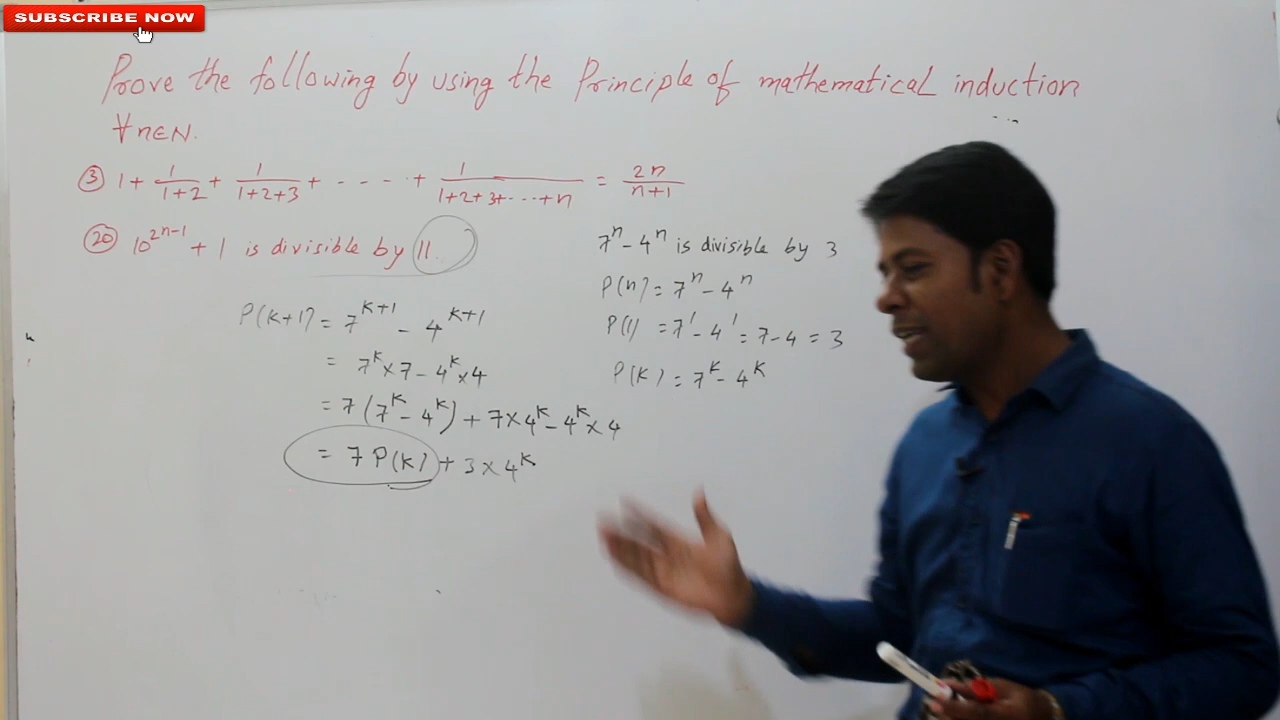 SUBSCRIBE NOW
Prove the following by using the Principle of mathematical induction
∀ n∈N.
③ 1 + 1/(1+2) + 1/(1+2+3) + - - - - + 1/(1+2+3+···+n) = 2n/(n+1)
⑳ 10^(2n-1) + 1 is divisible by 11.
7^n - 4^n is divisible by 3
P(n) = 7^n - 4^n
P(1) = 7^1 - 4^1 = 7 - 4 = 3
P(K) = 7^K - 4^K
P(K+1) = 7^(K+1) - 4^(K+1)
= 7^K × 7 - 4^K × 4
= 7(7^K - 4^K) + 7×4^K - 4^K × 4
= 7 P(K) + 3 × 4^K